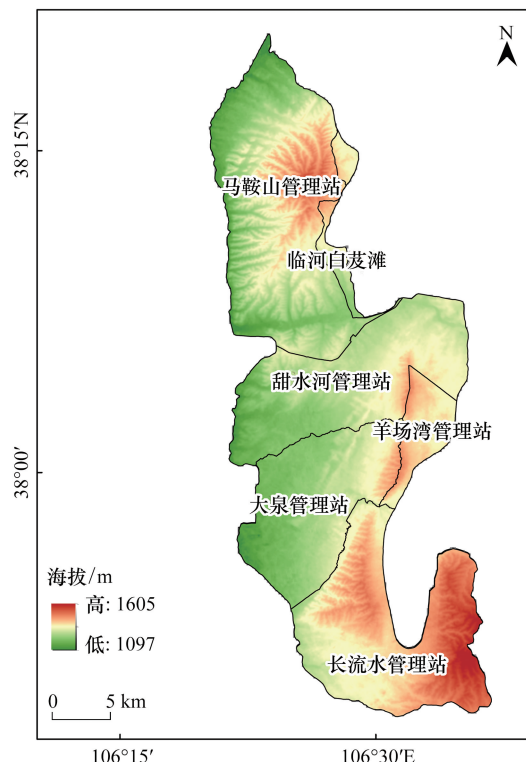 N
38°15′N
马鞍山管理站
临河白芨滩
甜水河管理站
羊场湾管理站
38°00′
大泉管理站
海拔/m
高: 1605
低: 1097
长流水管理站
0 5 km
106°15′ 106°30′E